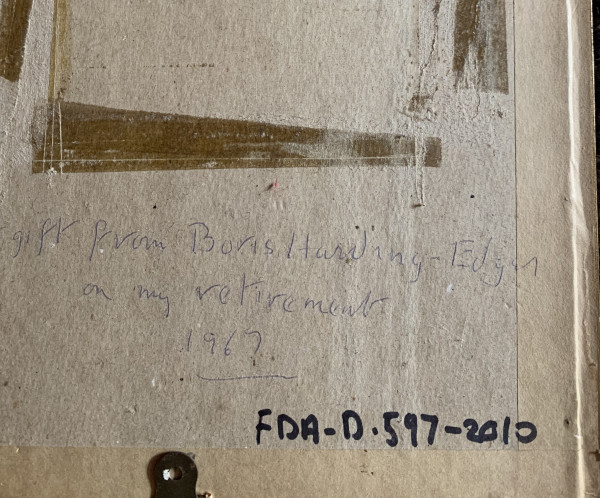 gift from Boris Harding-Edgar
on my retirement
1967
FDA-D.597-2010